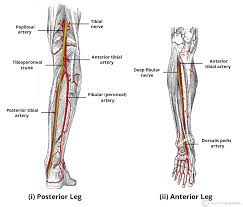 Popliteal
artery
Tibial
nerve
Tibioperoneal
trunk
Anterior tibial
artery
Fibular (peroneal)
artery
Posterior tibial
artery
Deep fibular
nerve
Anterior tibial
artery
Dorsalis pedis
artery
(i) Posterior Leg
(ii) Anterior Leg